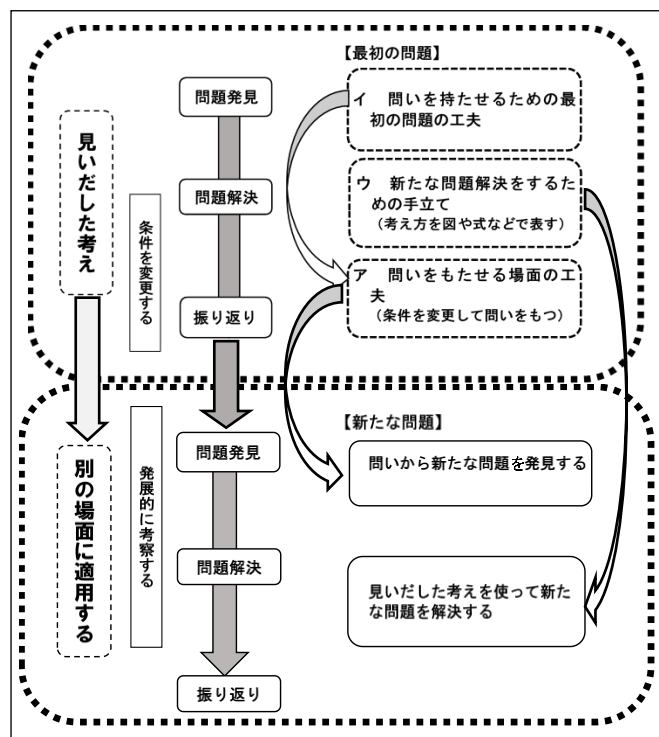 【最初の問題】
問題発見
イ 問いを持たせるための最
初の問題の工夫
見いだした考え
問題解決
ウ 新たな問題解決をするた
めの手立て
(考え方を図や式などで表す)
条件を変更する
ア 問いをもたせる場面の工
夫
(条件を変更して問いをもつ)
振り返り
【新たな問題】
問題発見
問いから新たな問題を発見する
別の場面に適用する
発展的に考察する
問題解決
見いだした考えを使って新た
な問題を解決する
振り返り